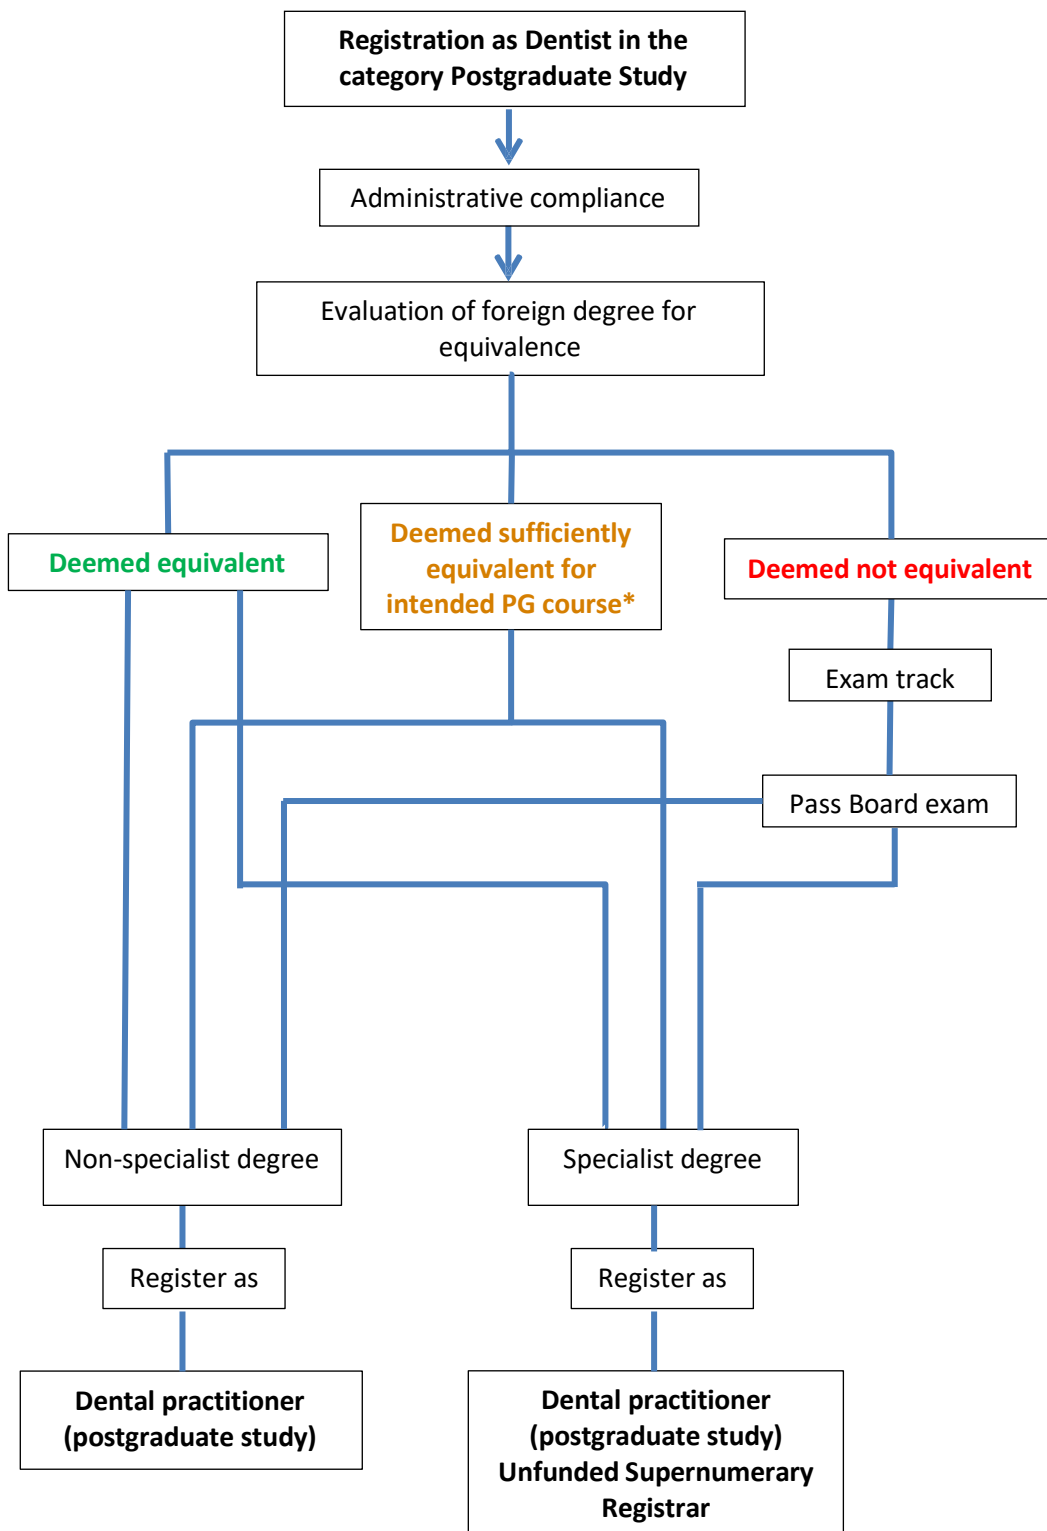 Registration as Dentist in the
category Postgraduate Study
Administrative compliance
Evaluation of foreign degree for
equivalence
Deemed equivalent
Deemed sufficiently
equivalent for
intended PG course*
Deemed not equivalent
Exam track
Pass Board exam
Non-specialist degree
Specialist degree
Register as
Register as
Dental practitioner
(postgraduate study)
Dental practitioner
(postgraduate study)
Unfunded Supernumerary
Registrar